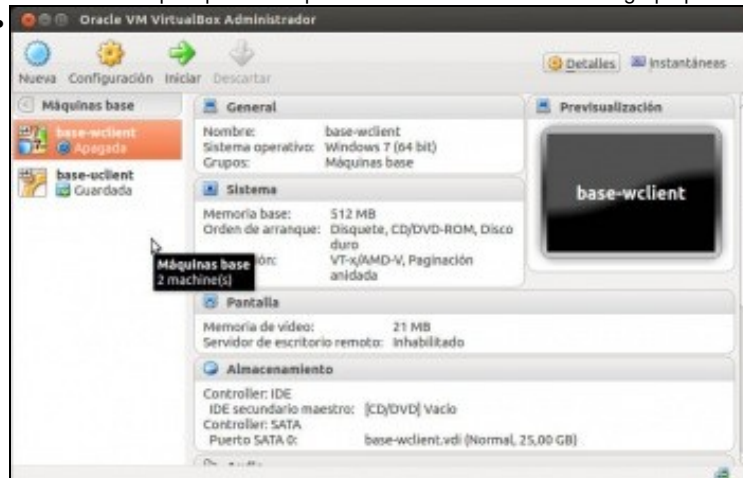 Oracle VM VirtualBox Administrador
Nueva Configuración Iniciar Descartar
Detalles Instantáneas
Máquinas base
base-wclient
Apagada
base-uclient
Guardada
Máquinas base
2 machine(s)
General
Nombre: base-wclient
Sistema operativo: Windows 7 (64 bit)
Grupos: Máquinas base
Sistema
Memoria base: 512 MB
Orden de arranque: Disquete, CD/DVD-ROM, Disco
duro
ión: VT-x/AMD-V, Paginación
anidada
Previsualización
base-wclient
Pantalla
Memoria de vídeo: 21 MB
Servidor de escritorio remoto: Inhabilitado
Almacenamiento
Controller: IDE
IDE secundario maestro: [CD/DVD] Vacío
Controller: SATA
Puerto SATA 0: base-wclient.vdi (Normal, 25,00 GB)